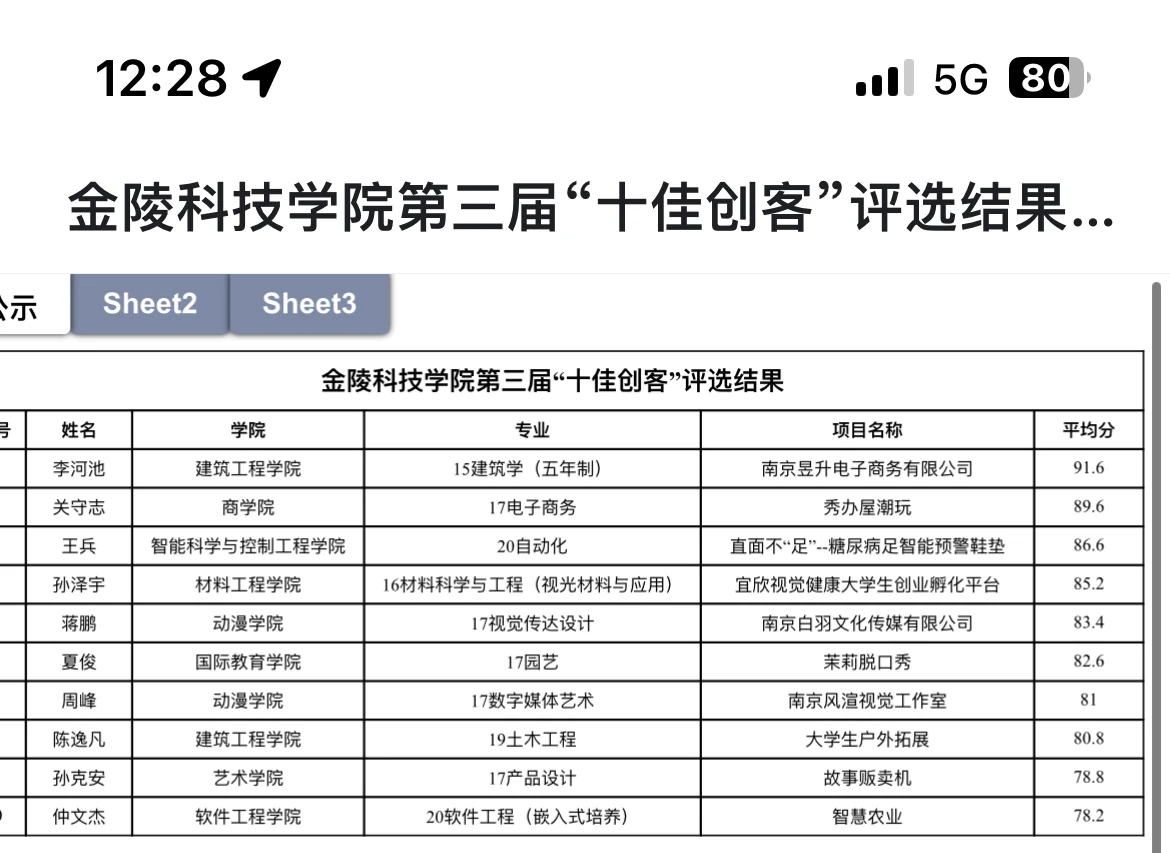 12:28 5G 80
金陵科技学院第三届“十佳创客”评选结果...
公示 Sheet2 Sheet3
金陵科技学院第三届“十佳创客”评选结果
号 姓名 学院 专业 项目名称 平均分
李河池 建筑工程学院 15建筑学（五年制） 南京昱升电子商务有限公司 91.6
关守志 商学院 17电子商务 秀办屋潮玩 89.6
王兵 智能科学与控制工程学院 20自动化 直面不“足”--糖尿病足智能预警鞋垫 86.6
孙泽宇 材料工程学院 16材料科学与工程（视光材料与应用） 宜欣视觉健康大学生创业孵化平台 85.2
蒋鹏 动漫学院 17视觉传达设计 南京白羽文化传媒有限公司 83.4
夏俊 国际教育学院 17园艺 茉莉脱口秀 82.6
周峰 动漫学院 17数字媒体艺术 南京风渲视觉工作室 81
陈逸凡 建筑工程学院 19土木工程 大学生户外拓展 80.8
孙克安 艺术学院 17产品设计 故事贩卖机 78.8
仲文杰 软件工程学院 20软件工程（嵌入式培养） 智慧农业 78.2